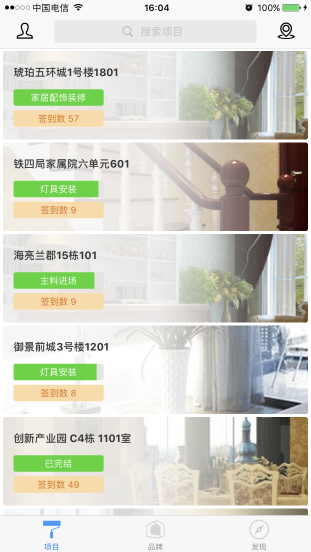 中国电信
16:04
100%
搜索项目
琥珀五环城1号楼1801
家居配饰装修
签到数 57
铁四局家属院六单元601
灯具安装
签到数 9
海亮兰郡15栋101
主料进场
签到数 9
御景前城3号楼1201
灯具安装
签到数 8
创新产业园 C4栋 1101室
已完结
签到数 49
项目
品牌
发现